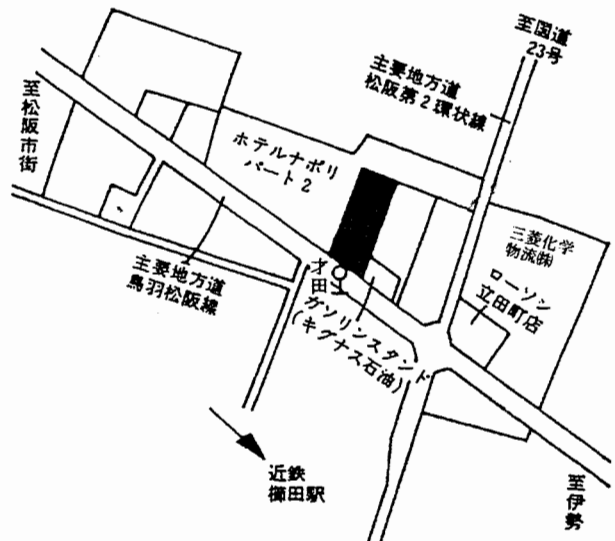 至国道
23号
主要地方道
松阪第2環状線
至松阪市街
ホテルナポリ
パート2
三菱化学
物流㈱
ローソン
立田町店
主要地方道
鳥羽松阪線
才田
ガソリンスタンド
(キグナス石油)
近鉄
櫛田駅
至伊勢